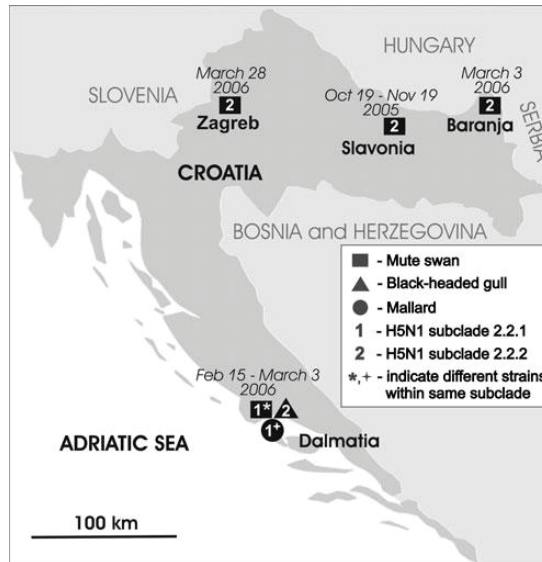 HUNGARY
March 28
2006
2
Zagreb
SLOVENIA
Oct 19 - Nov 19
2005
2
Slavonia
March 3
2006
2
Baranja
SERBIA
CROATIA
BOSNIA and HERZEGOVINA
- Mute swan
- Black-headed gull
- Mallard
1 - H5N1 subclade 2.2.1
2 - H5N1 subclade 2.2.2
*,+ - indicate different strains
within same subclade
Feb 15 - March 3
2006
1* 2
1+
Dalmatia
ADRIATIC SEA
100 km